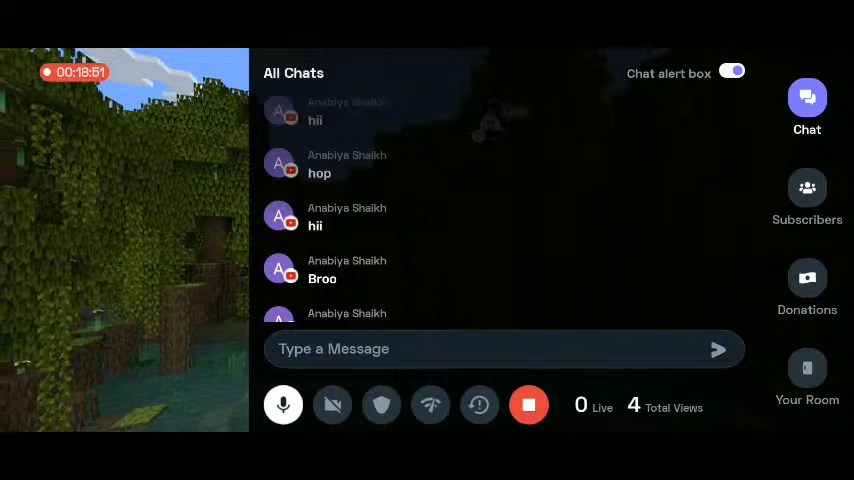 00:18:51
All Chats
Chat alert box
Anabiya Shaikh
hii
Anabiya Shaikh
hop
Anabiya Shaikh
hii
Anabiya Shaikh
Broo
Anabiya Shaikh
Type a Message
0 Live 4 Total Views
Chat
Subscribers
Donations
Your Room